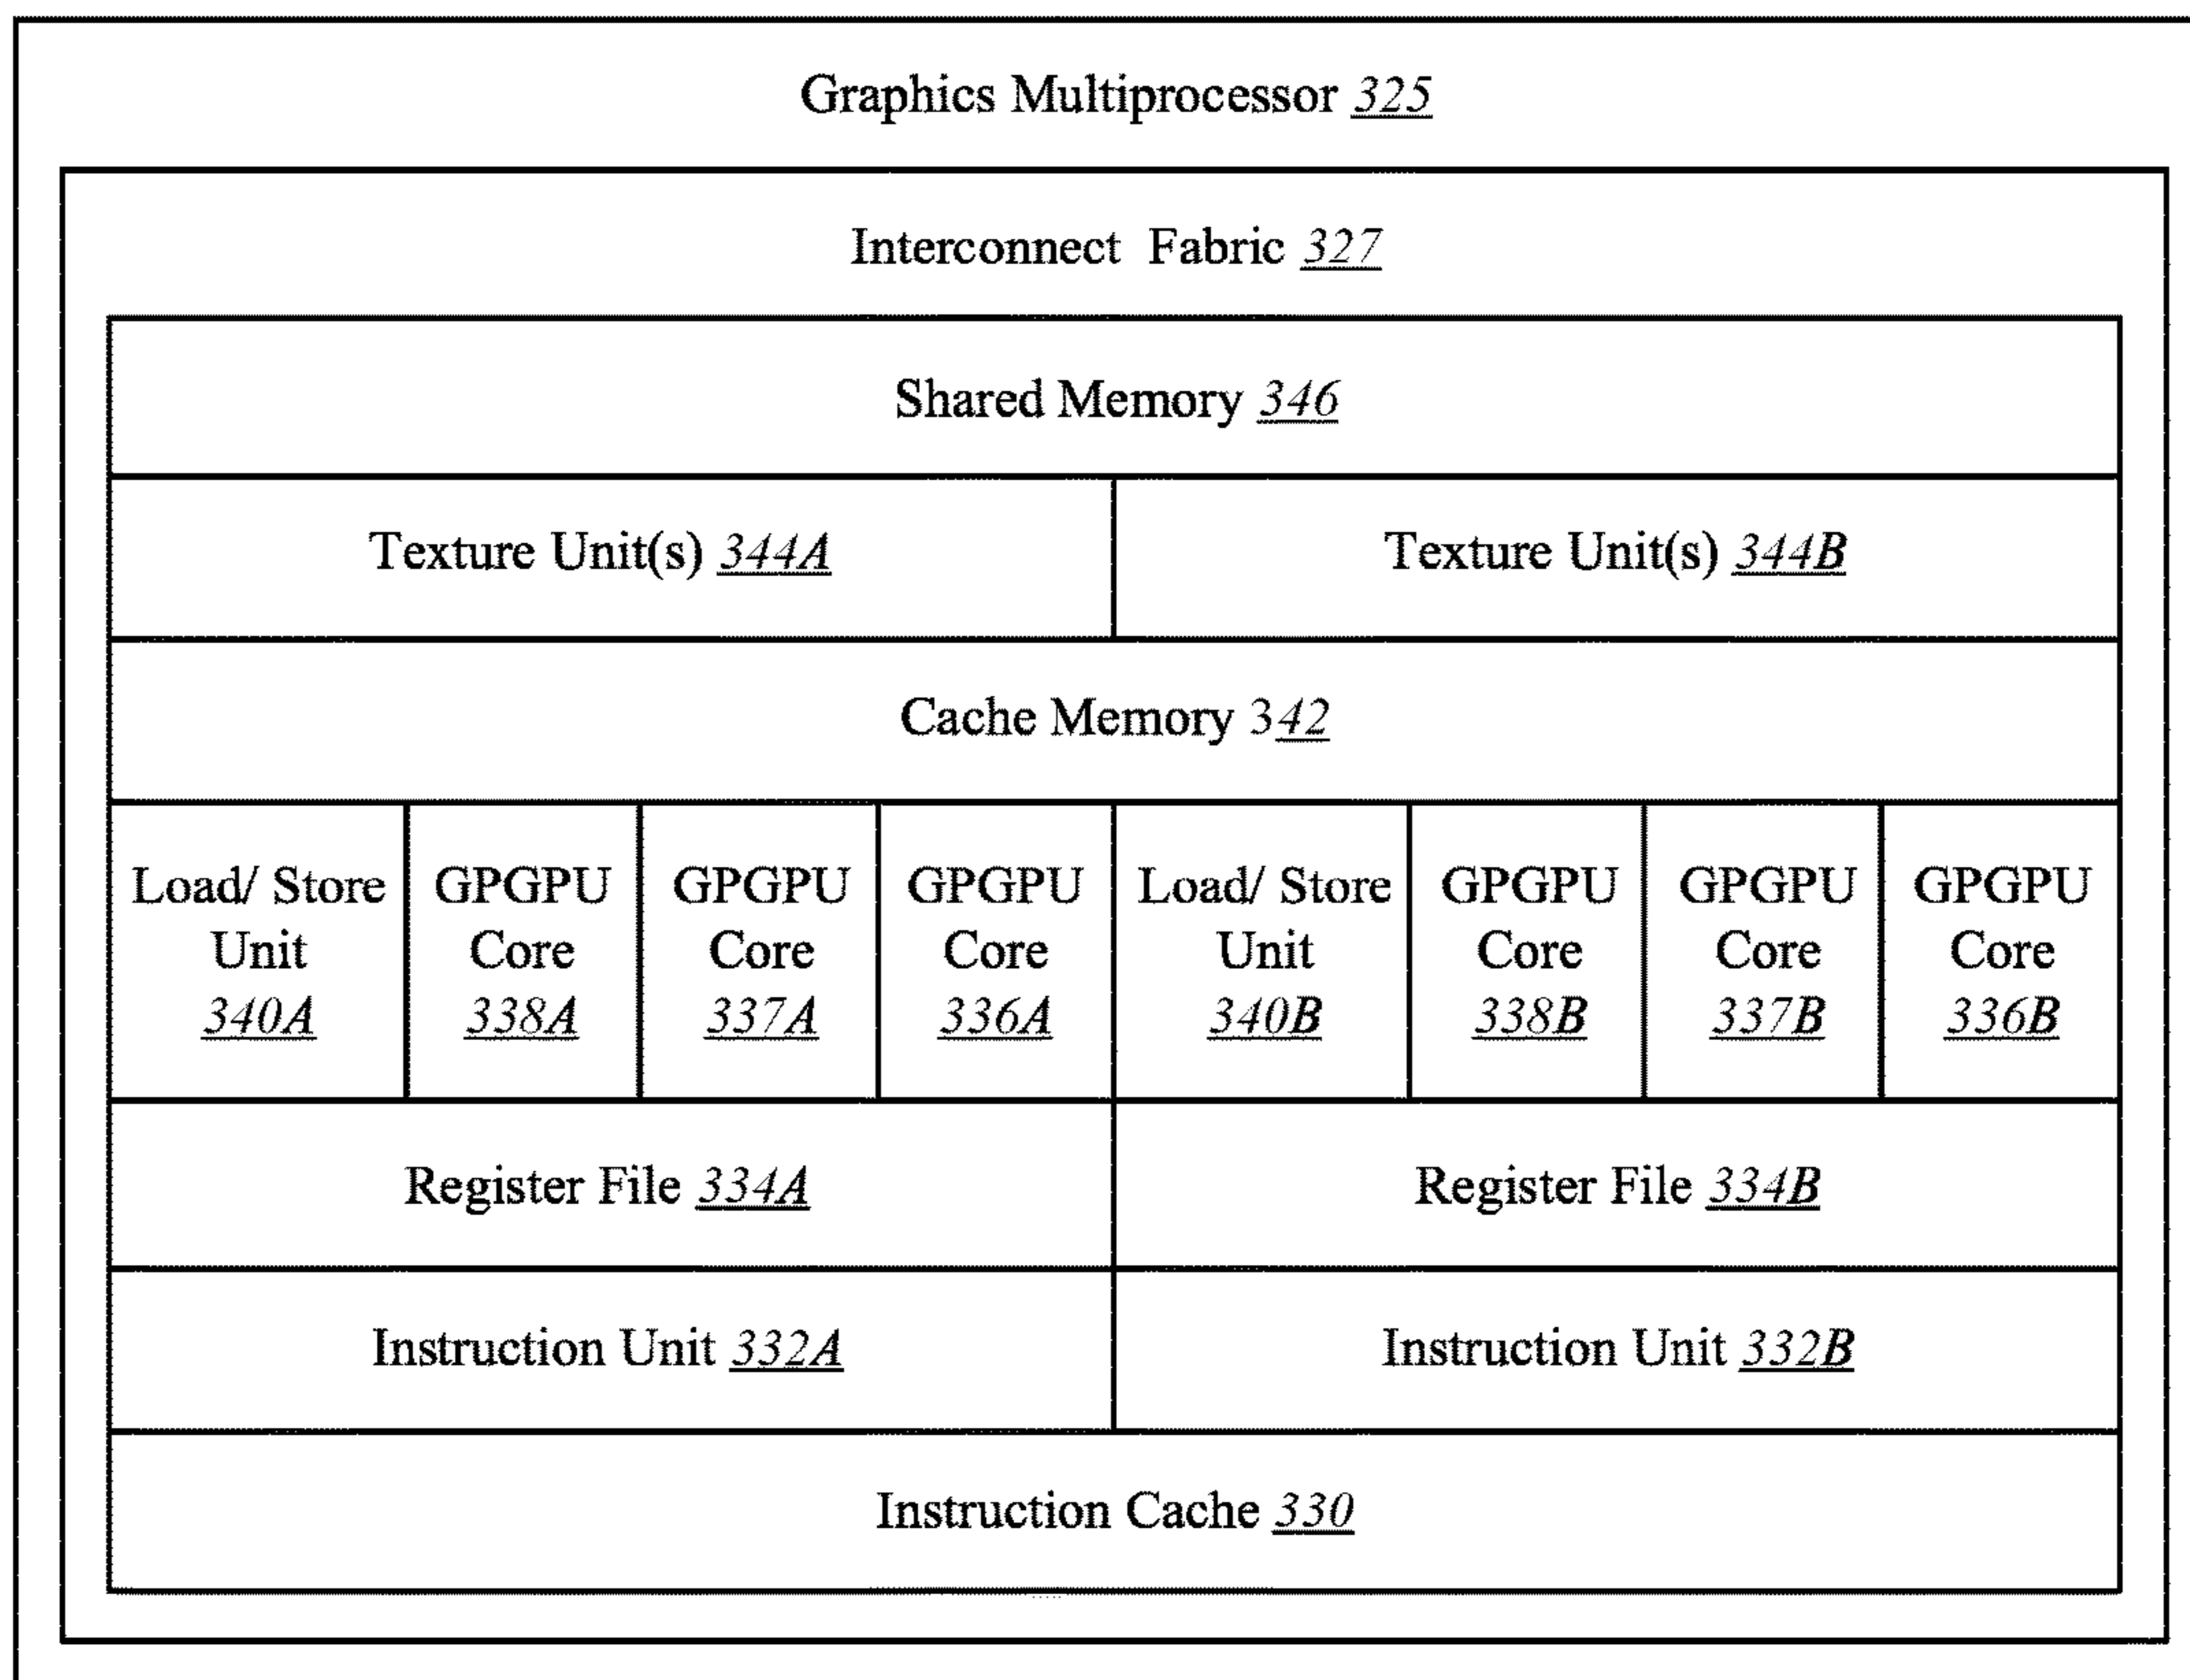 Graphics Multiprocessor 325
Interconnect Fabric 327
Shared Memory 346
Texture Unit(s) 344A
Texture Unit(s) 344B
Cache Memory 342
Load/ Store
Unit
340A
GPGPU
Core
338A
GPGPU
Core
337A
GPGPU
Core
336A
Load/ Store
Unit
340B
GPGPU
Core
338B
GPGPU
Core
337B
GPGPU
Core
336B
Register File 334A
Register File 334B
Instruction Unit 332A
Instruction Unit 332B
Instruction Cache 330